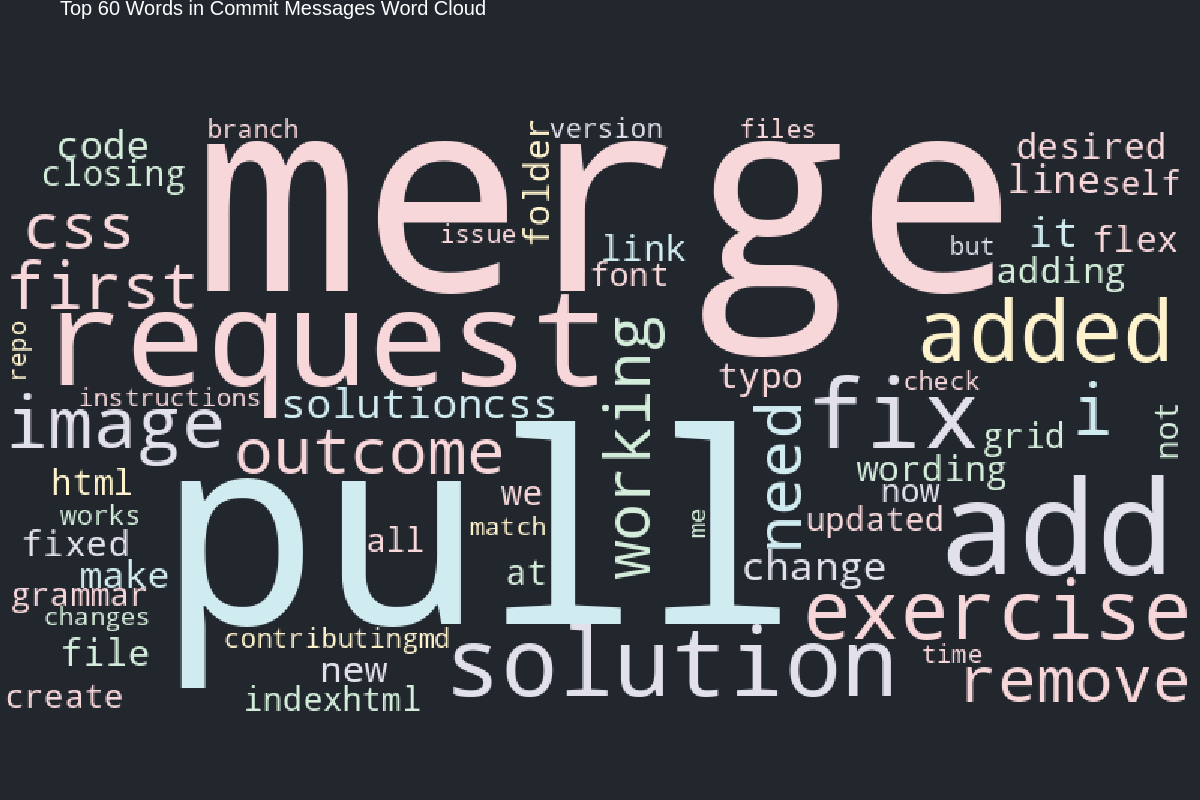 Top 60 Words in Commit Messages Word Cloud
branch
version
files
folder
code
merge
desired
closing
line
self
css
issue
link
but
it
flex
font
adding
first
request
added
repo
working
typo
check
instructions
solutioncss
fix
i
image
need
grid
not
outcome
pull
wording
html
we
now
works
match
me
updated
add
fixed
all
at
change
make
grammar
exercise
changes
contributingmd
solution
file
time
new
remove
create
indexhtml